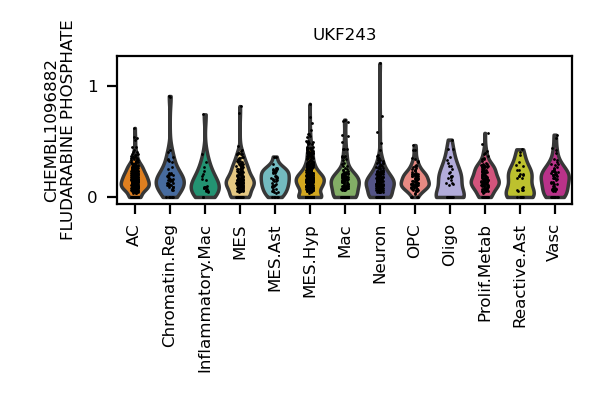 UKF243
CHEMBL1096882
FLUDARABINE PHOSPHATE
1
0
AC
Chromatin.Reg
Inflammatory.Mac
MES
MES.Ast
MES.Hyp
Mac
Neuron
OPC
Oligo
Prolif.Metab
Reactive.Ast
Vasc